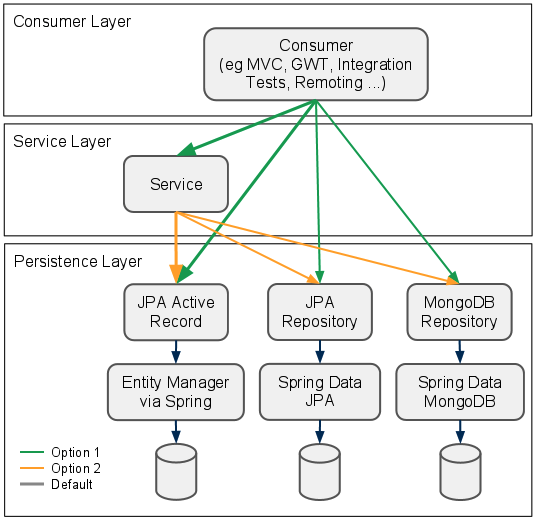 Consumer Layer
Consumer
(eg MVC, GWT, Integration
Tests, Remoting ...)
Service Layer
Service
Persistence Layer
JPA Active
Record
JPA
Repository
MongoDB
Repository
Entity Manager
via Spring
Spring Data
JPA
Spring Data
MongoDB
Option 1
Option 2
Default